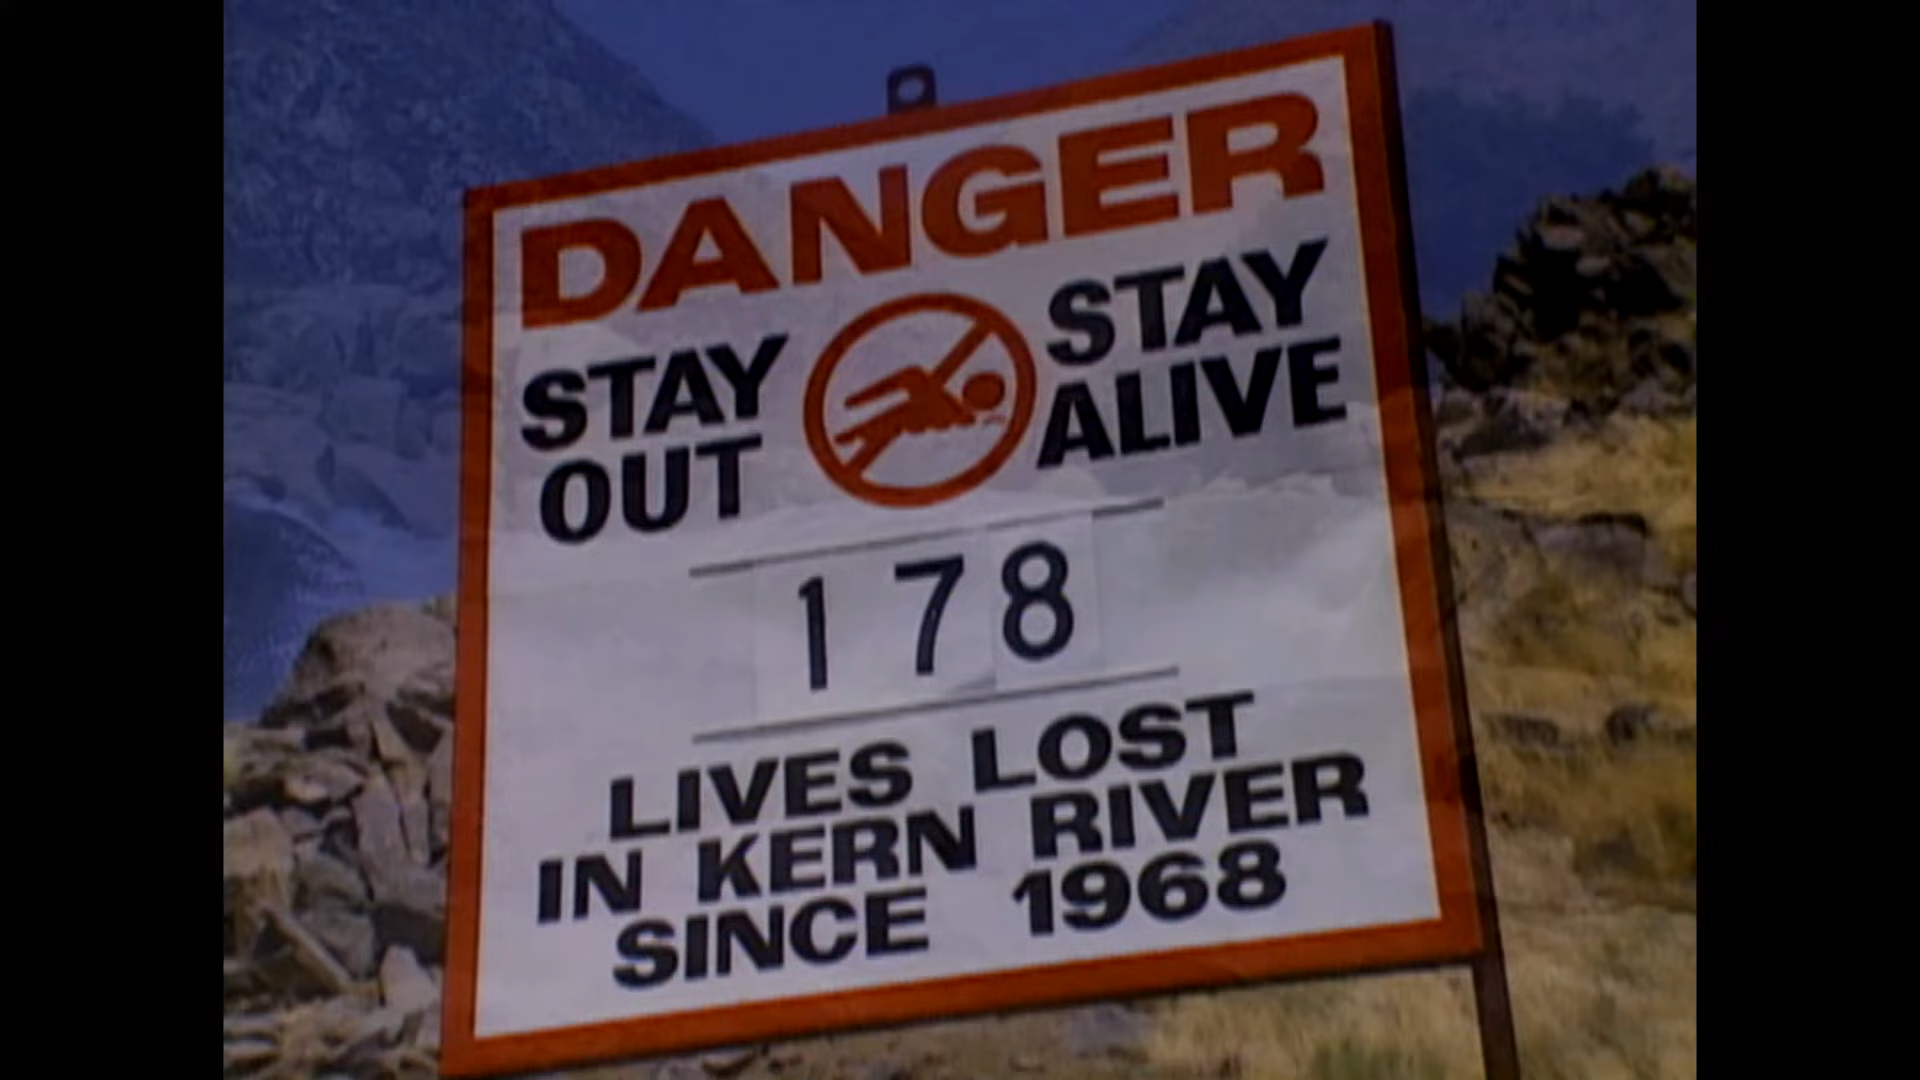 DANGER
STAY OUT
STAY ALIVE
178
LIVES LOST
IN KERN RIVER
SINCE 1968